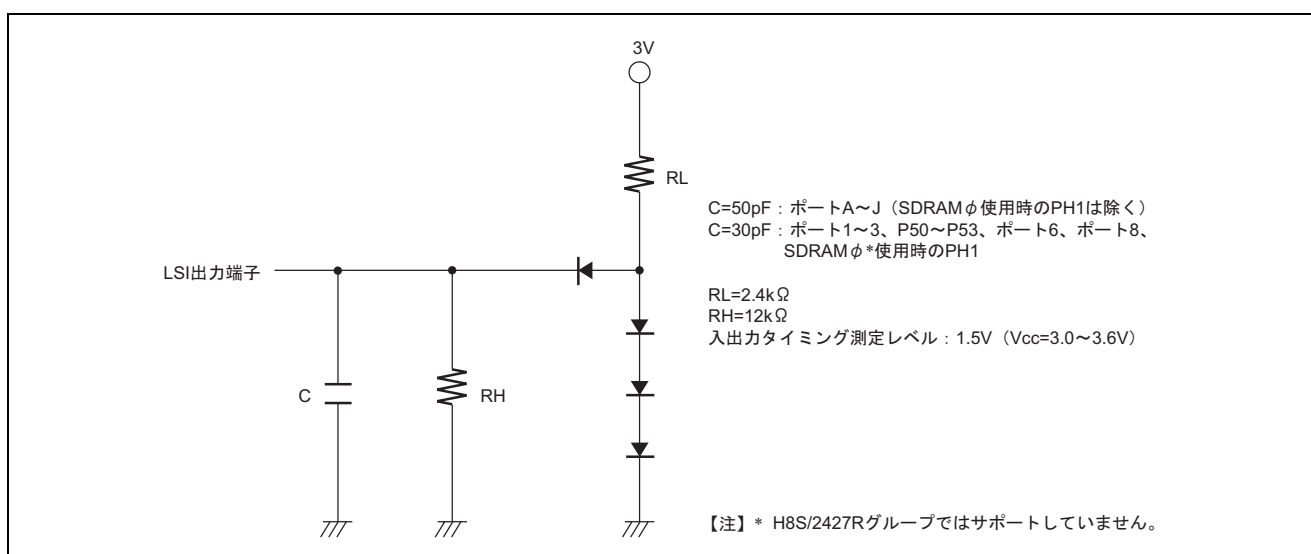 3V
RL
C=50pF：ポートA～J（SDRAMφ使用時のPH1は除く）
C=30pF：ポート1～3、P50～P53、ポート6、ポート8、
SDRAMφ*使用時のPH1
LSI出力端子
RL=2.4kΩ
RH=12kΩ
入出力タイミング測定レベル：1.5V（Vcc=3.0～3.6V）
C
RH
【注】* H8S/2427Rグループではサポートしていません。